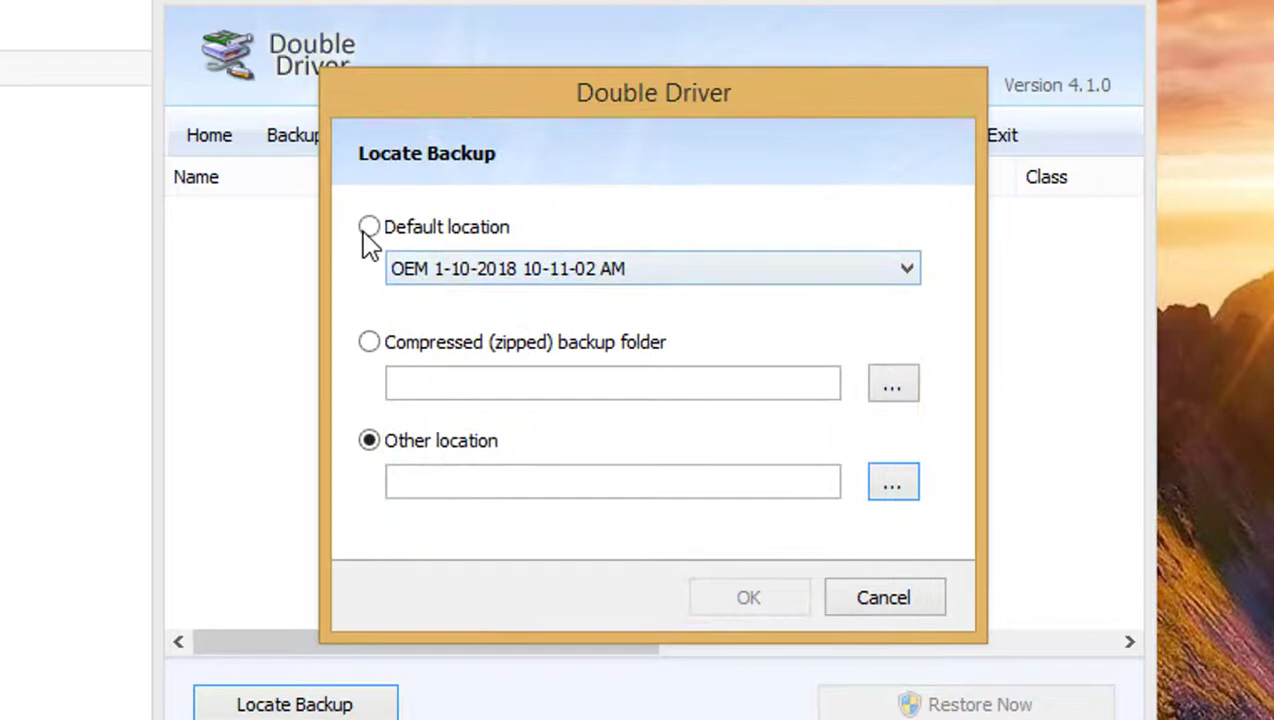 Double
Driver
Version 4.1.0
Double Driver
Home
Backup
Exit
Locate Backup
Name
Class
Default location
OEM 1-10-2018 10-11-02 AM
Compressed (zipped) backup folder
...
Other location
...
OK
Cancel
Locate Backup
Restore Now